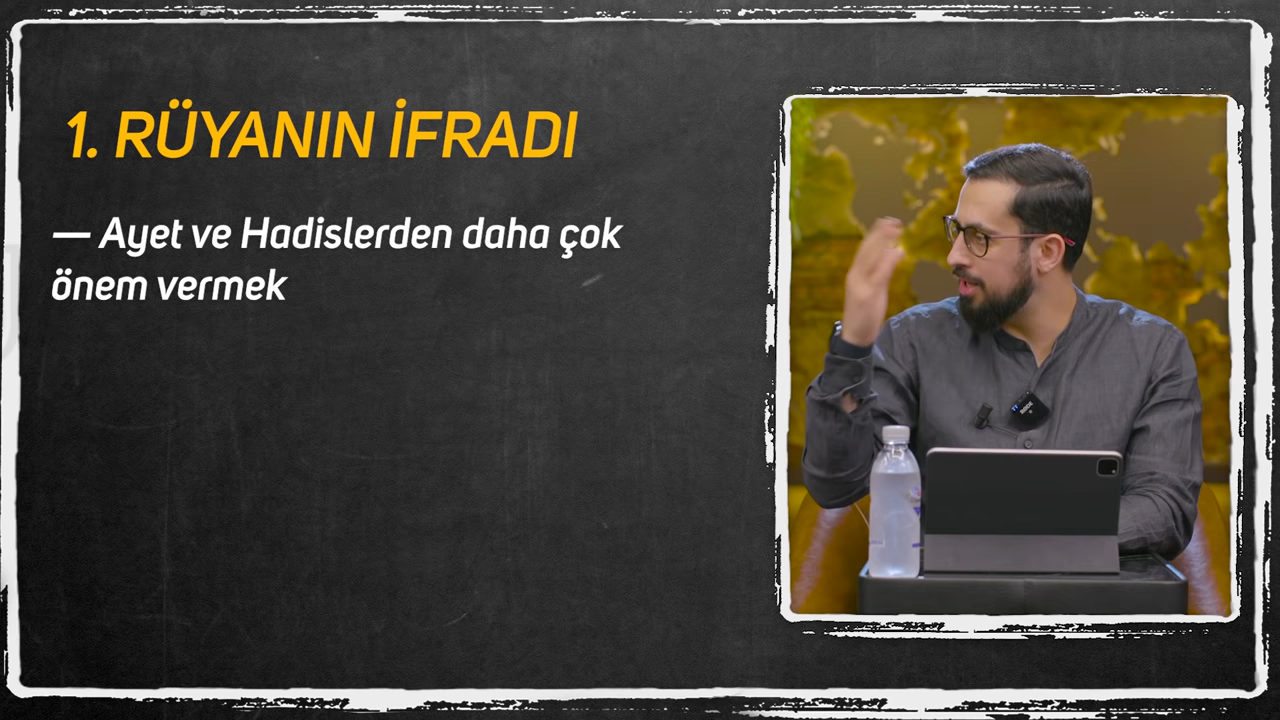 1. RÜYANIN İFRADI
— Ayet ve Hadislerden daha çok
önem vermek